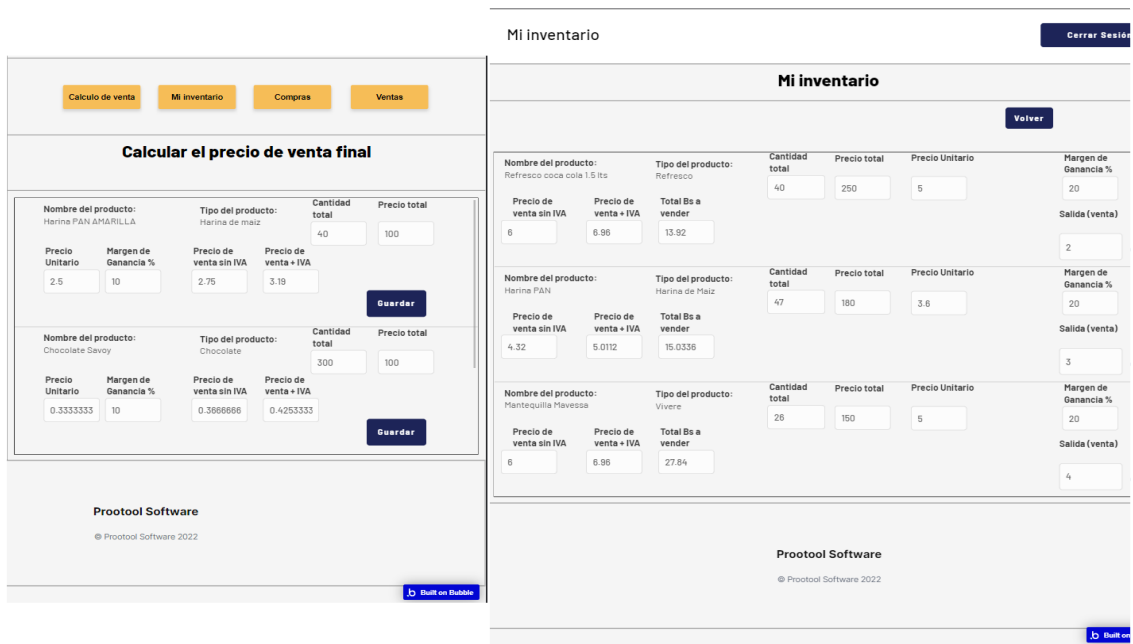 Calculo de venta Mi inventario Compras Ventas
Calcular el precio de venta final
Nombre del producto: Tipo del producto: Cantidad total Precio total
Harina PAN AMARILLA Harina de maiz 40 100
Precio Unitario Margen de Ganancia % Precio de venta sin IVA Precio de venta + IVA
2.5 10 2.75 3.19
Guardar
Nombre del producto: Tipo del producto: Cantidad total Precio total
Chocolate Savoy Chocolate 300 100
Precio Unitario Margen de Ganancia % Precio de venta sin IVA Precio de venta + IVA
0.3333333 10 0.3666666 0.4253333
Guardar
Prootool Software
© Prootool Software 2022
Built on Bubble
Mi inventario Cerrar Sesión
Mi inventario
Volver
Nombre del producto: Tipo del producto: Cantidad total Precio total Precio Unitario Margen de Ganancia %
Refresco coca cola 1.5 lts Refresco 40 250 5 20
Precio de venta sin IVA Precio de venta + IVA Total Bs a vender Salida (venta)
6 6.96 13.92 2
Nombre del producto: Tipo del producto: Cantidad total Precio total Precio Unitario Margen de Ganancia %
Harina PAN Harina de Maiz 47 180 3.6 20
Precio de venta sin IVA Precio de venta + IVA Total Bs a vender Salida (venta)
4.32 5.0112 15.0336 3
Nombre del producto: Tipo del producto: Cantidad total Precio total Precio Unitario Margen de Ganancia %
Mantequilla Mavessa Vivere 26 150 5 20
Precio de venta sin IVA Precio de venta + IVA Total Bs a vender Salida (venta)
6 6.96 27.84 4
Prootool Software
© Prootool Software 2022
Built on